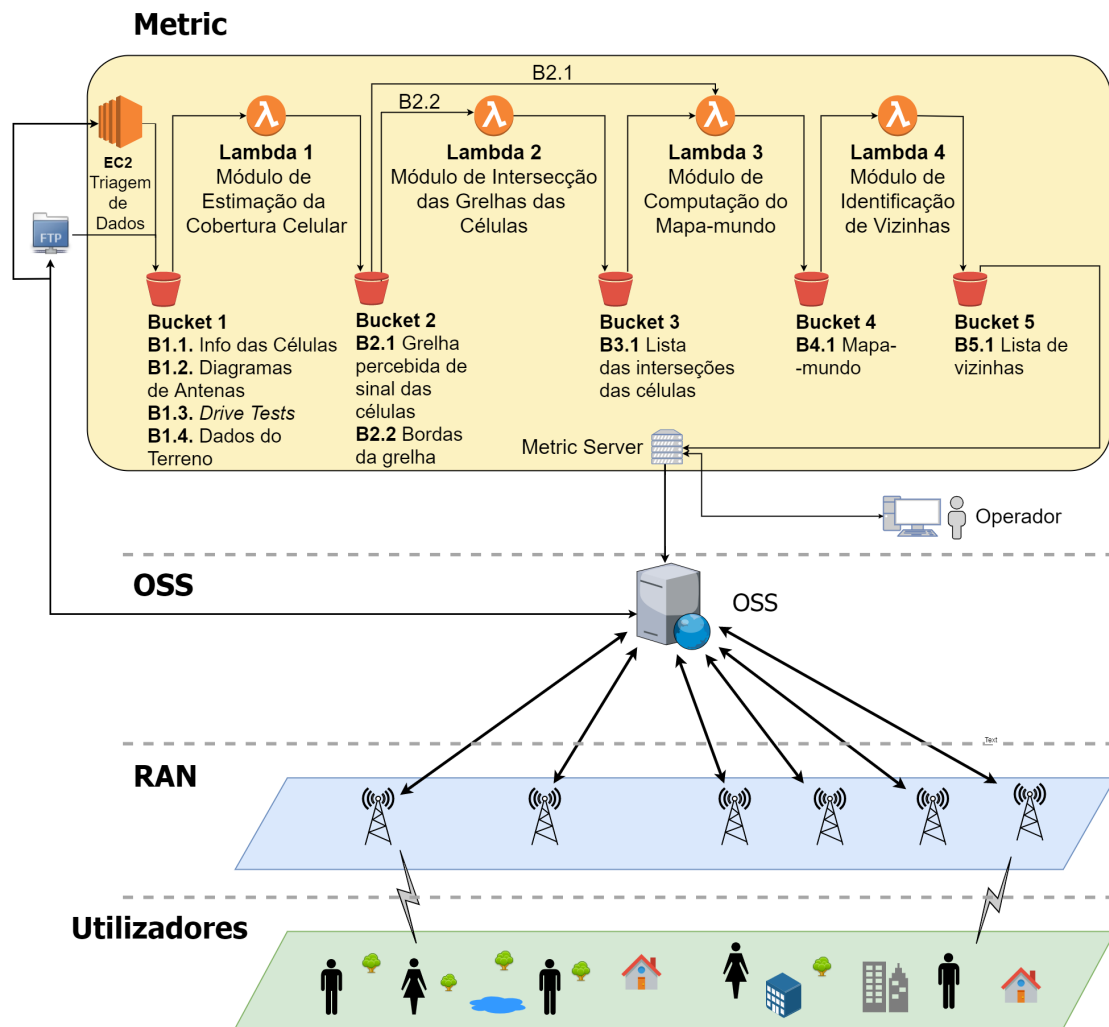 Metric
B2.1
B2.2
EC2
Triagem
de
Dados
FTP
Lambda 1
Módulo de
Estimação da
Cobertura Celular
Lambda 2
Módulo de Intersecção
das Grelhas das
Células
Lambda 3
Módulo de
Computação do
Mapa-mundo
Lambda 4
Módulo de
Identificação
de Vizinhas
Bucket 1
B1.1. Info das Células
B1.2. Diagramas
de Antenas
B1.3. Drive Tests
B1.4. Dados do
Terreno
Bucket 2
B2.1 Grelha
percebida de
sinal das
células
B2.2 Bordas
da grelha
Bucket 3
B3.1 Lista
das interseções
das células
Bucket 4
B4.1 Mapa-
-mundo
Bucket 5
B5.1 Lista de
vizinhas
Metric Server
Operador
OSS
OSS
Text
RAN
Utilizadores